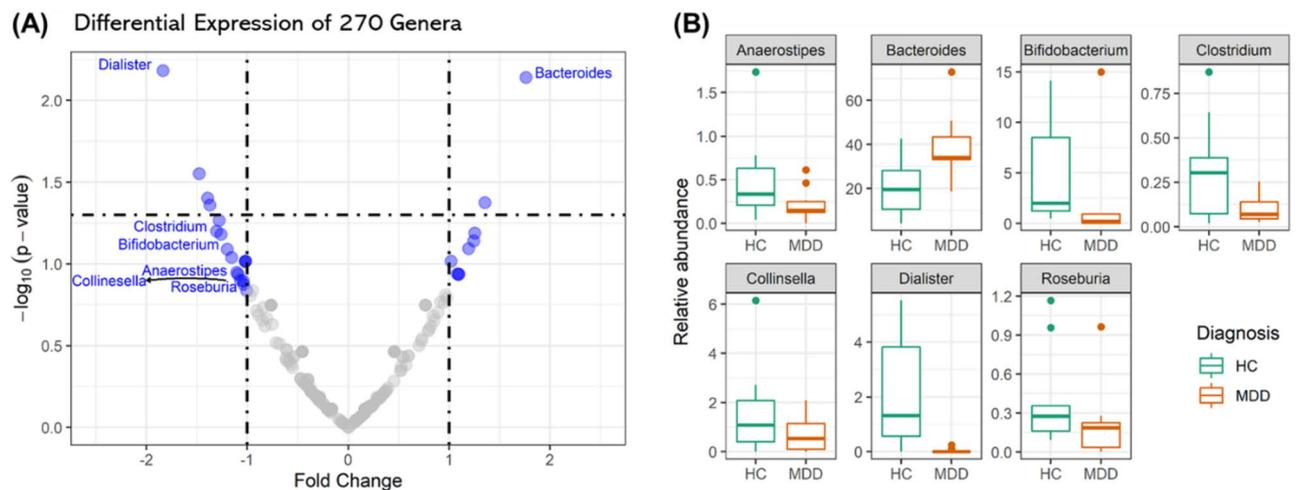 (A) Differential Expression of 270 Genera
Dialister
Bacteroides
Clostridium
Bifidobacterium
Anaerostipes
Collinesella
Roseburia
2.0
1.5
1.0
0.5
0.0
-2 -1 0 1 2
−log10 (p − value)
Fold Change
(B)
Relative abundance
Anaerostipes
1.5
1.0
0.5
0.0
HC MDD
Bacteroides
60
40
20
HC MDD
Bifidobacterium
15
10
5
0
HC MDD
Clostridium
0.75
0.50
0.25
0.00
HC MDD
Collinsella
6
4
2
0
HC MDD
Dialister
4
2
0
HC MDD
Roseburia
1.2
0.9
0.6
0.3
0.0
HC MDD
Diagnosis
HC
MDD